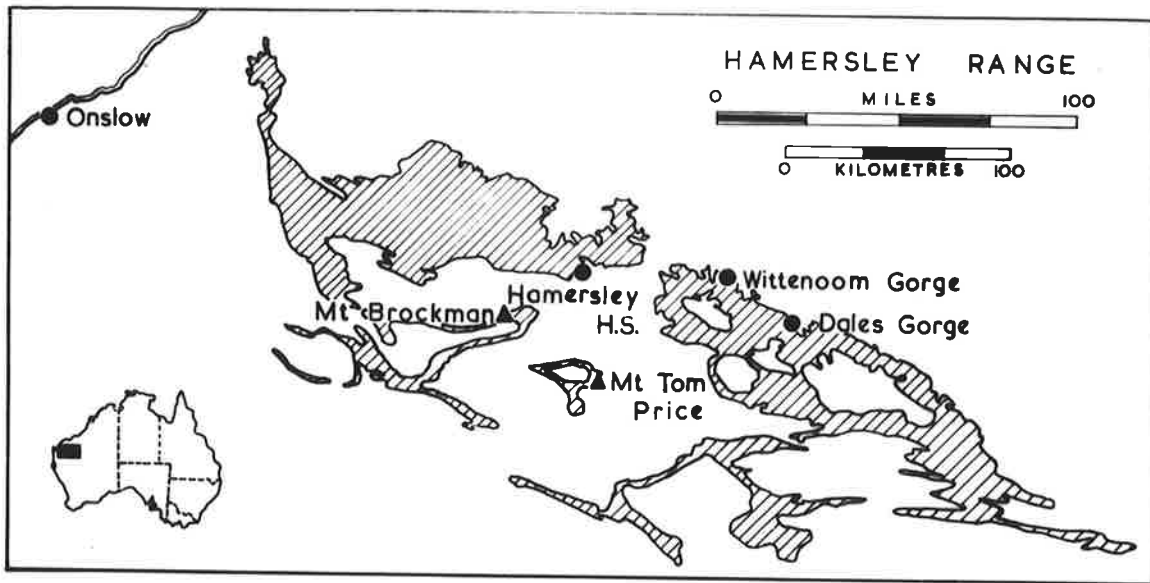 HAMERSLEY RANGE
0 MILES 100
0 KILOMETRES 100
Onslow
Wittenoom Gorge
Mt Brockman
Hamersley
H.S.
Dales Gorge
Mt Tom
Price